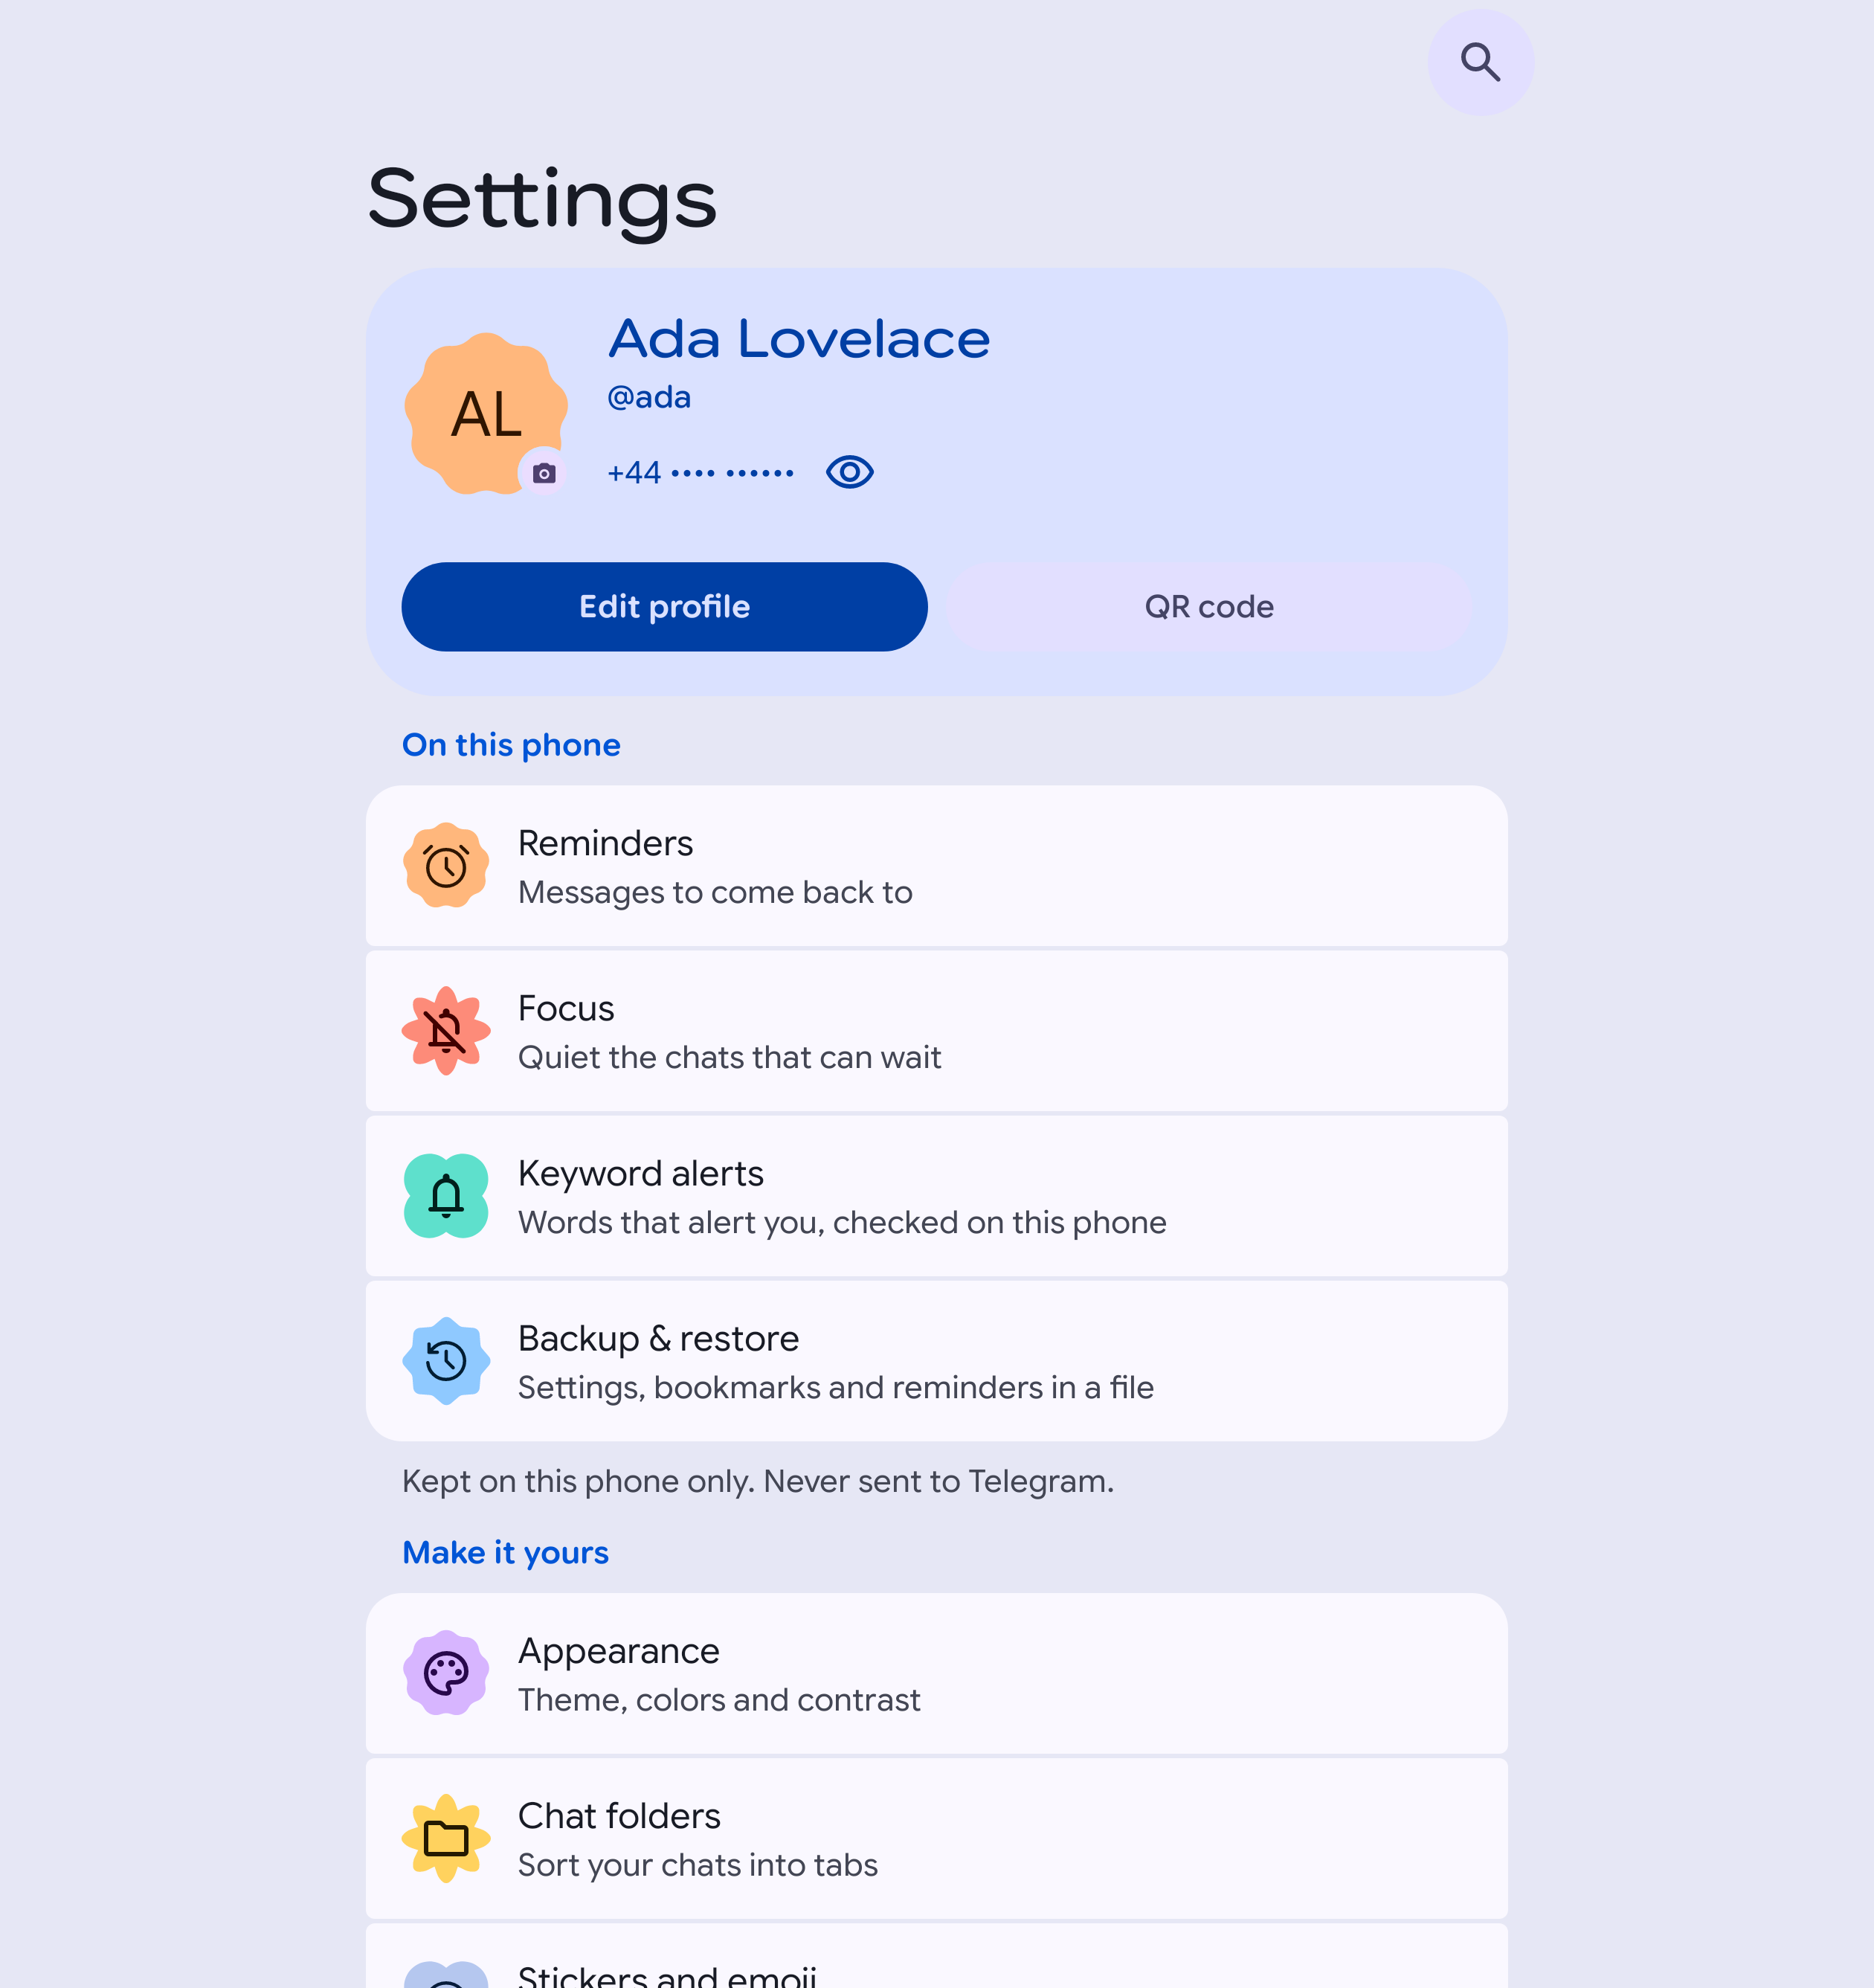 Settings
AL
Ada Lovelace
@ada
+44 •••• ••••••
Edit profile
QR code
On this phone
Reminders
Messages to come back to
Focus
Quiet the chats that can wait
Keyword alerts
Words that alert you, checked on this phone
Backup & restore
Settings, bookmarks and reminders in a file
Kept on this phone only. Never sent to Telegram.
Make it yours
Appearance
Theme, colors and contrast
Chat folders
Sort your chats into tabs
Stickers and emoji